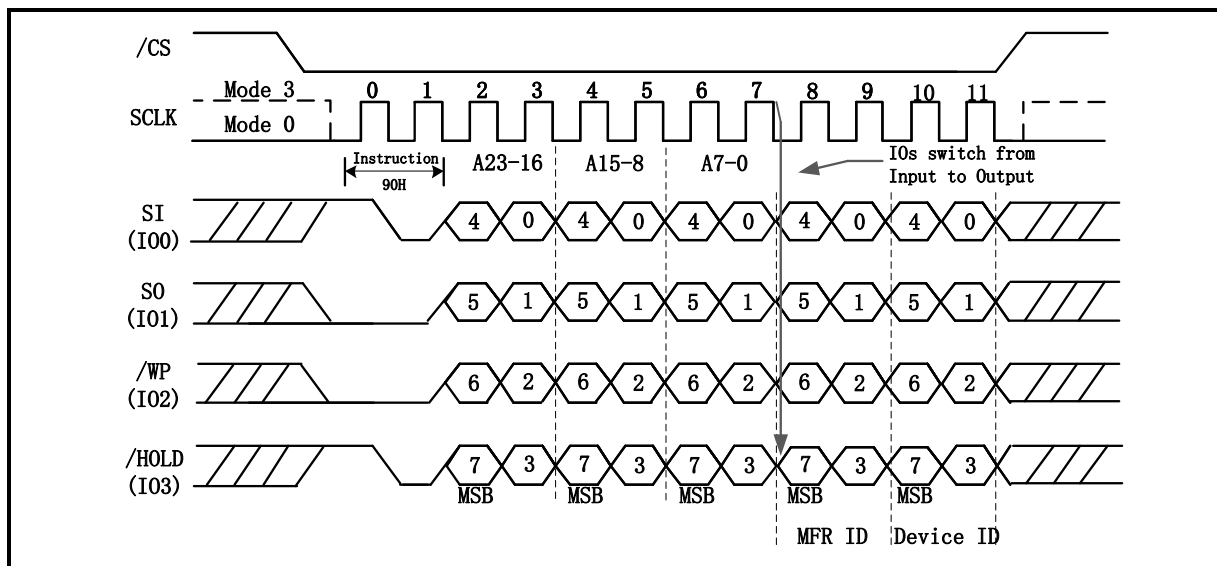 /CS
Mode 3
0 1 2 3 4 5 6 7 8 9 10 11
SCLK
Mode 0
Instruction
90H
A23-16 A15-8 A7-0
IOs switch from
Input to Output
SI
(IO0)
4 0 4 0 4 0 4 0 4 0
SO
(IO1)
5 1 5 1 5 1 5 1 5 1
/WP
(IO2)
6 2 6 2 6 2 6 2 6 2
/HOLD
(IO3)
7 3 7 3 7 3 7 3 7 3
MSB MSB MSB MSB MSB
MFR ID Device ID